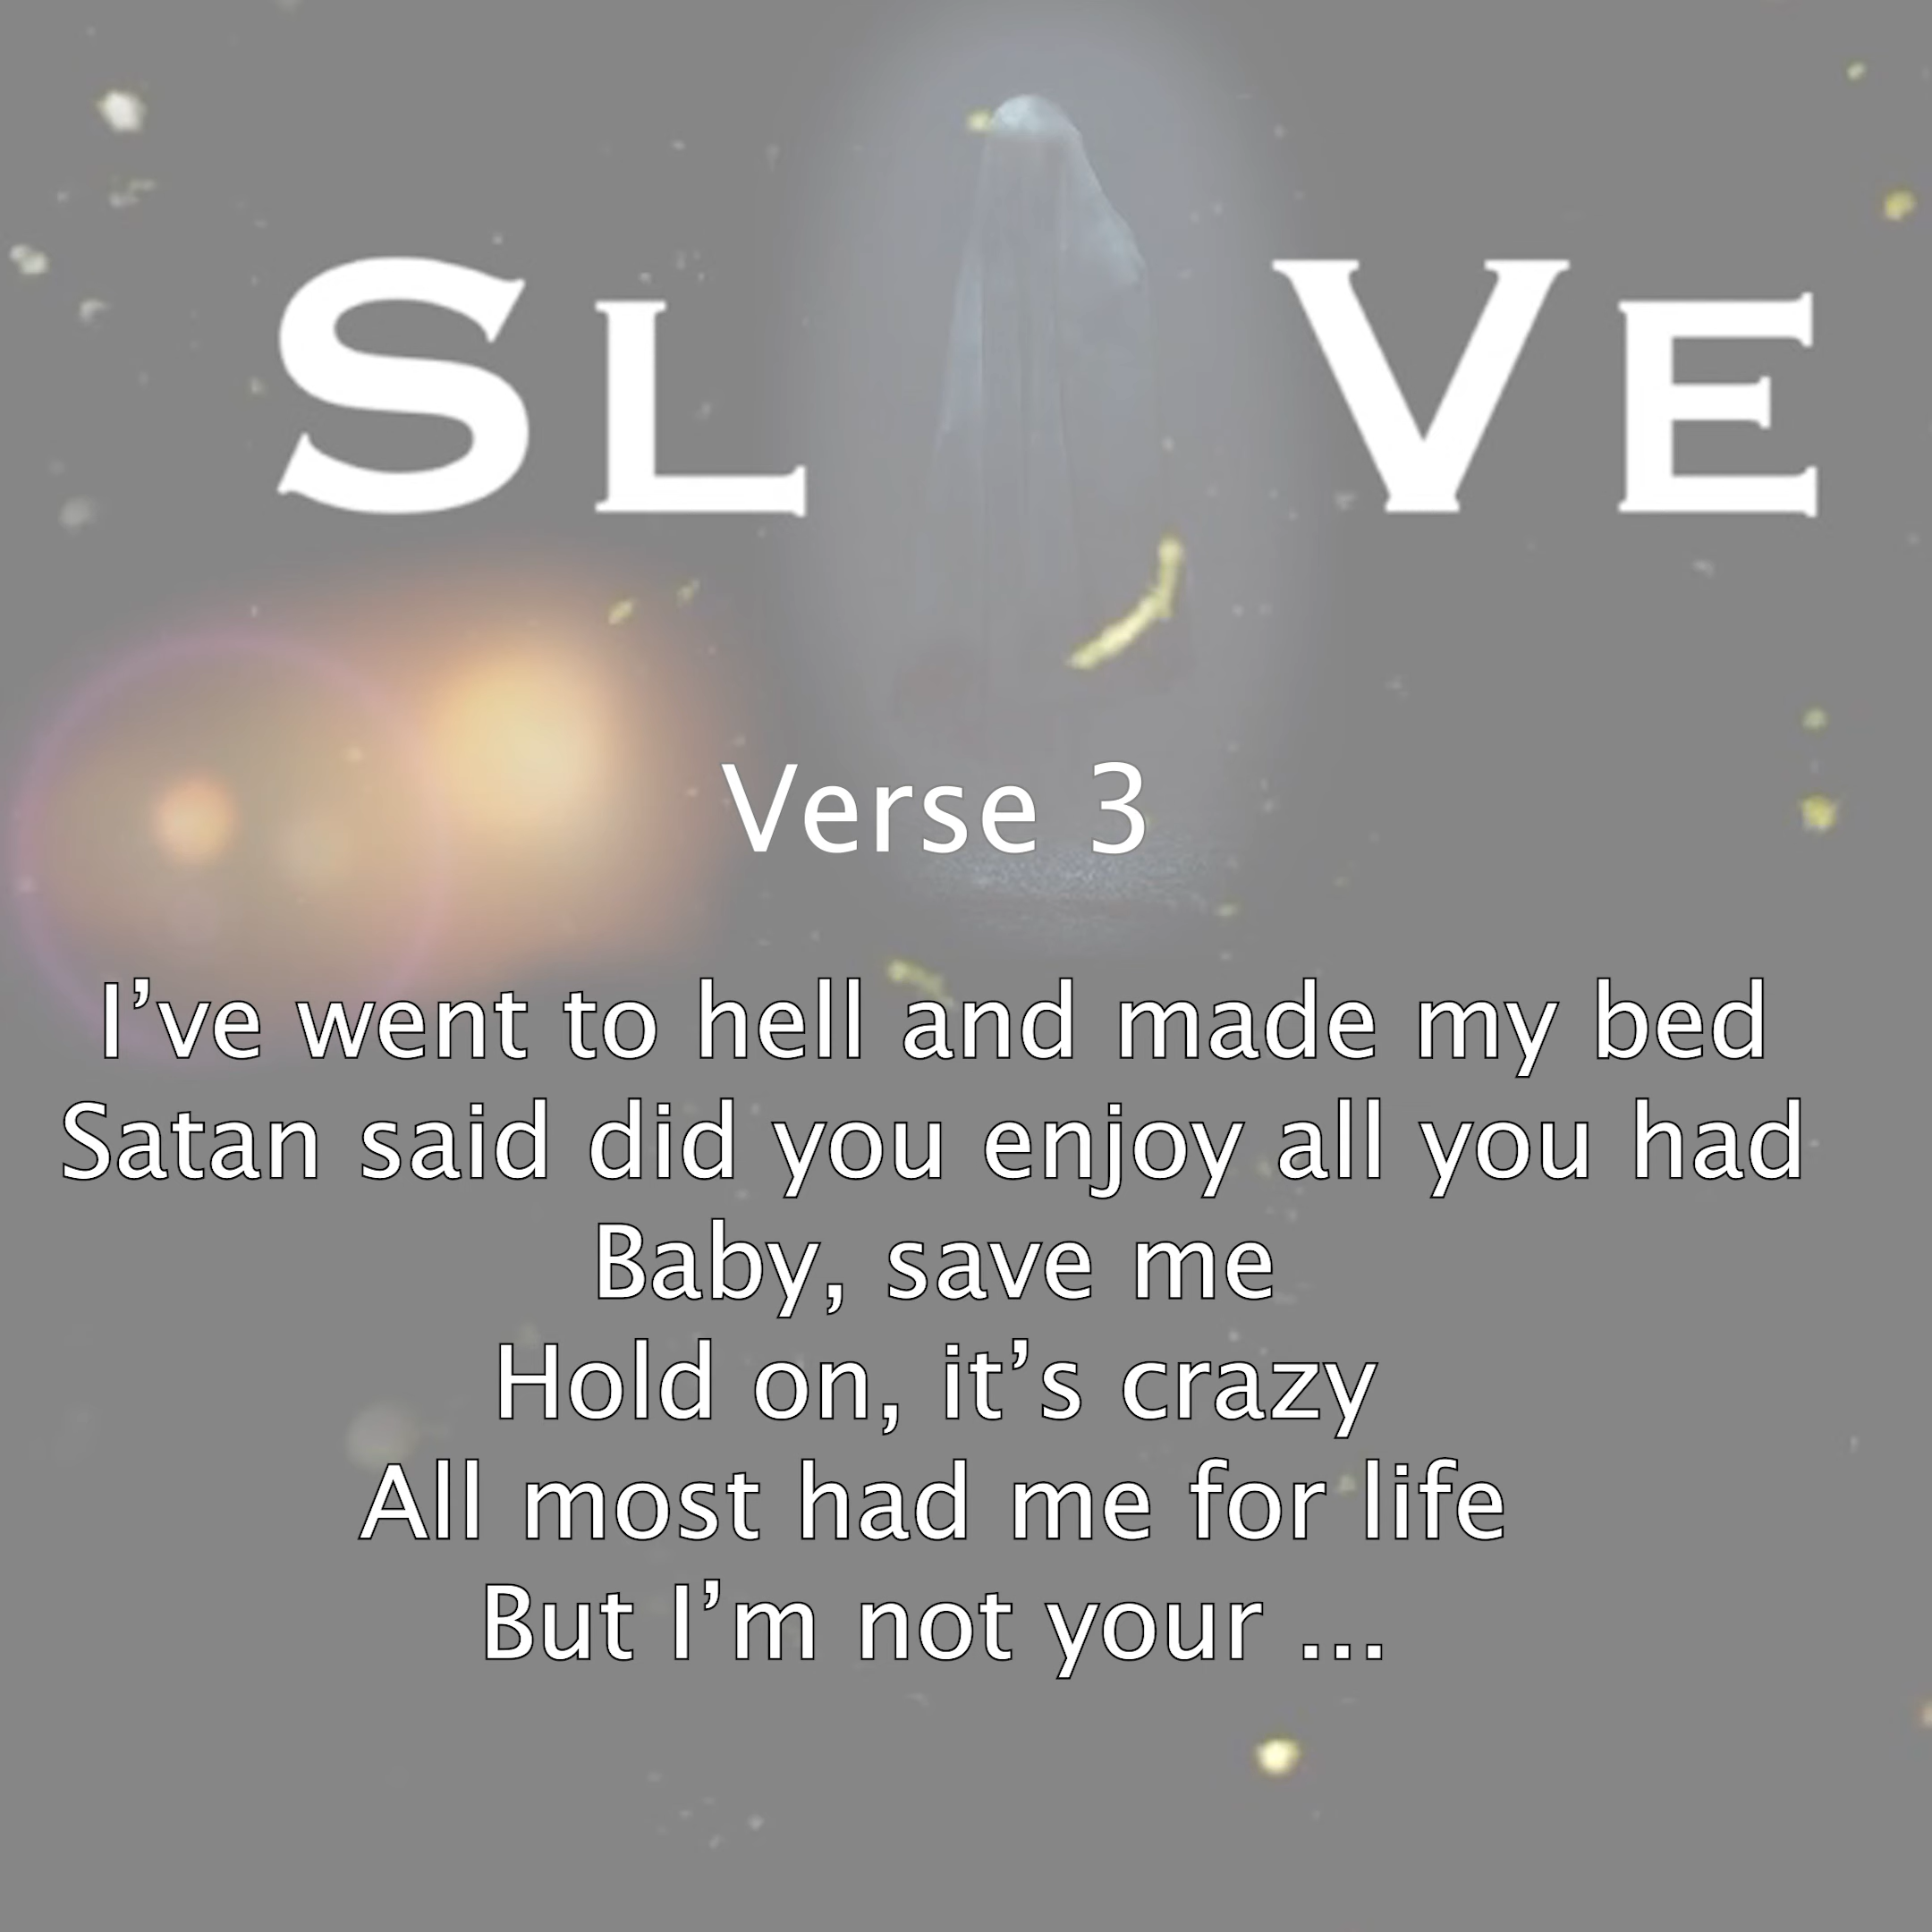 SL VE
Verse 3
I’ve went to hell and made my bed
Satan said did you enjoy all you had
Baby, save me
Hold on, it’s crazy
All most had me for life
But I’m not your ...